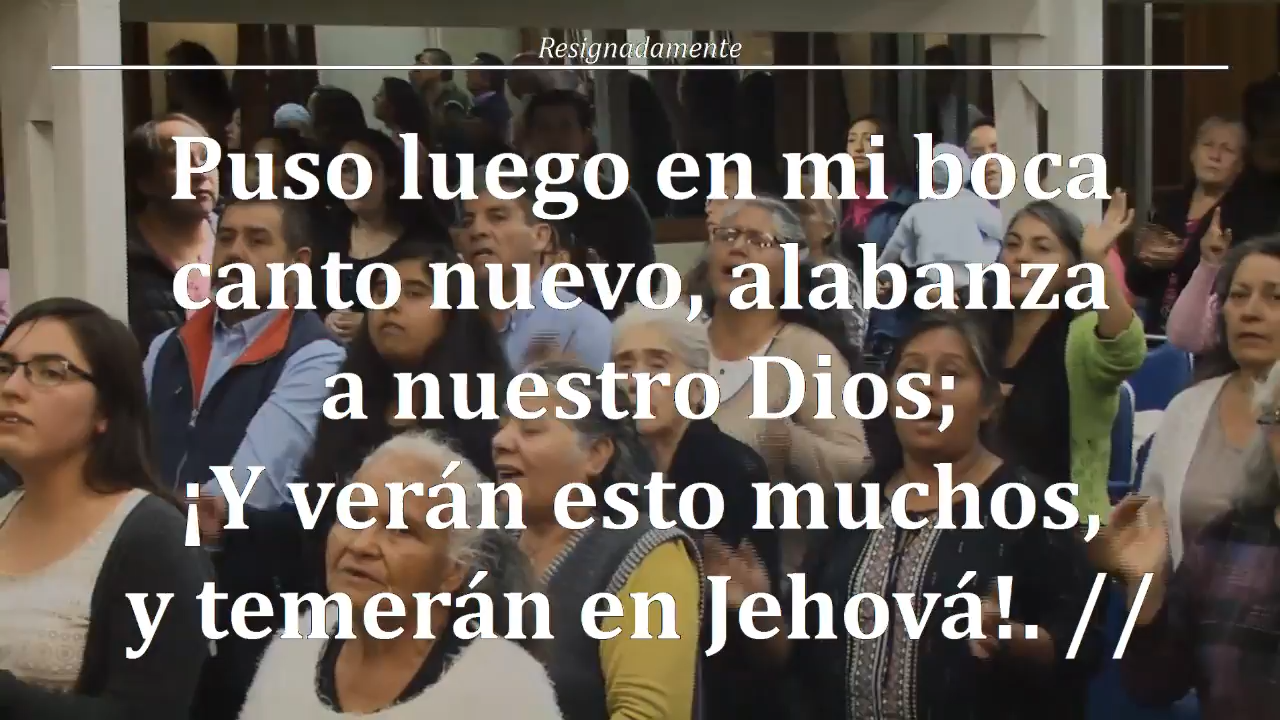 Resignadamente
Puso luego en mi boca
canto nuevo, alabanza
a nuestro Dios;
¡Y verán esto muchos,
y temerán en Jehová!. //